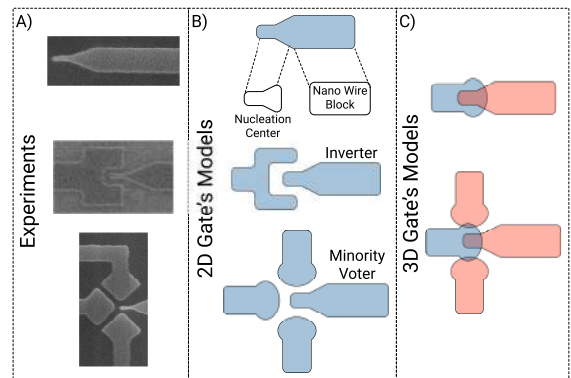 A)
Experiments
B)
2D Gate's Models
Nucleation
Center
Nano Wire
Block
Inverter
Minority
Voter
C)
3D Gate's Models